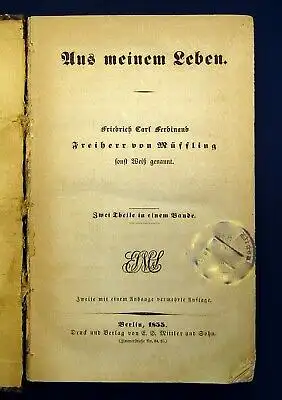 Aus meinem Leben.
Friedrich Carl Ferdinand
Freiherr von Müffling
sonst Weiß genannt.
Zwei Theile in einem Bande.
Zweite mit einem Anhange vermehrte Auflage.
Berlin, 1855.
Druck und Verlag von E. S. Mittler und Sohn.